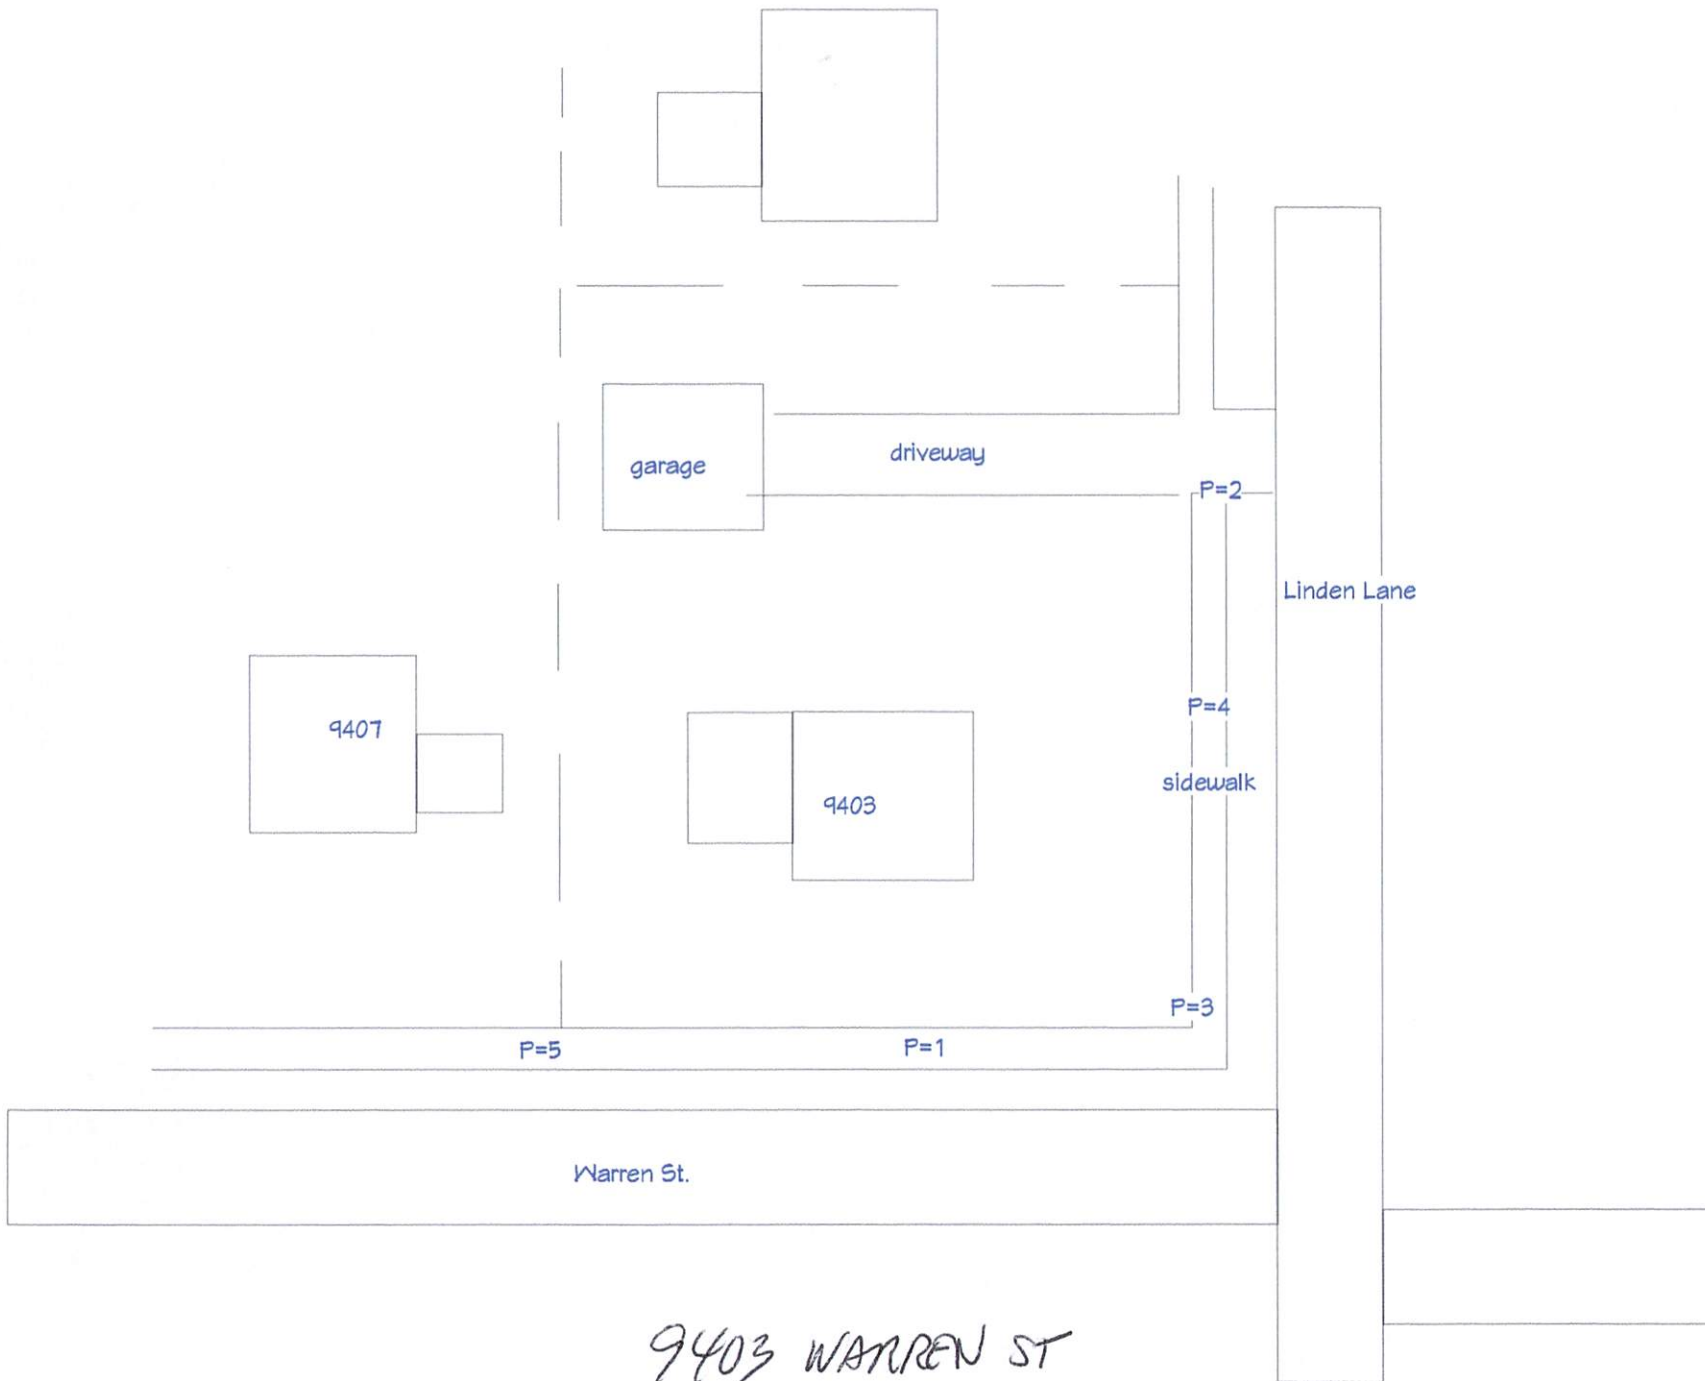 driveway
garage
P=2
Linden Lane
P=4
9407
sidewalk
9403
P=3
P=5
P=1
Warren St.
9403 WARREN ST